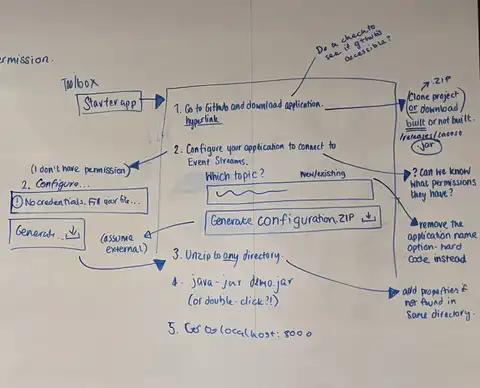 ermission.
Toolbox
Starter app
Do a check to
see if github
accessible?
1. Go to GitHub and download application.
hyperlink
.ZIP
(Clone project
or download)
built or not built.
/releases/latest
.jar
2. Configure your application to connect to
Event Streams.
(I don't have permission)
2. Configure...
! No credentials. Fill your file...
Generate...
(assume
external)
Which topic?
New/existing
Generate configuration.ZIP
? Can we know
what permissions
they have?
remove the
application name
option - hard
Code instead
3. Unzip to any directory.
4. java -jar demo.jar
(or double-click?!)
add properties if
not found in
same directory.
5. Go to localhost:8080